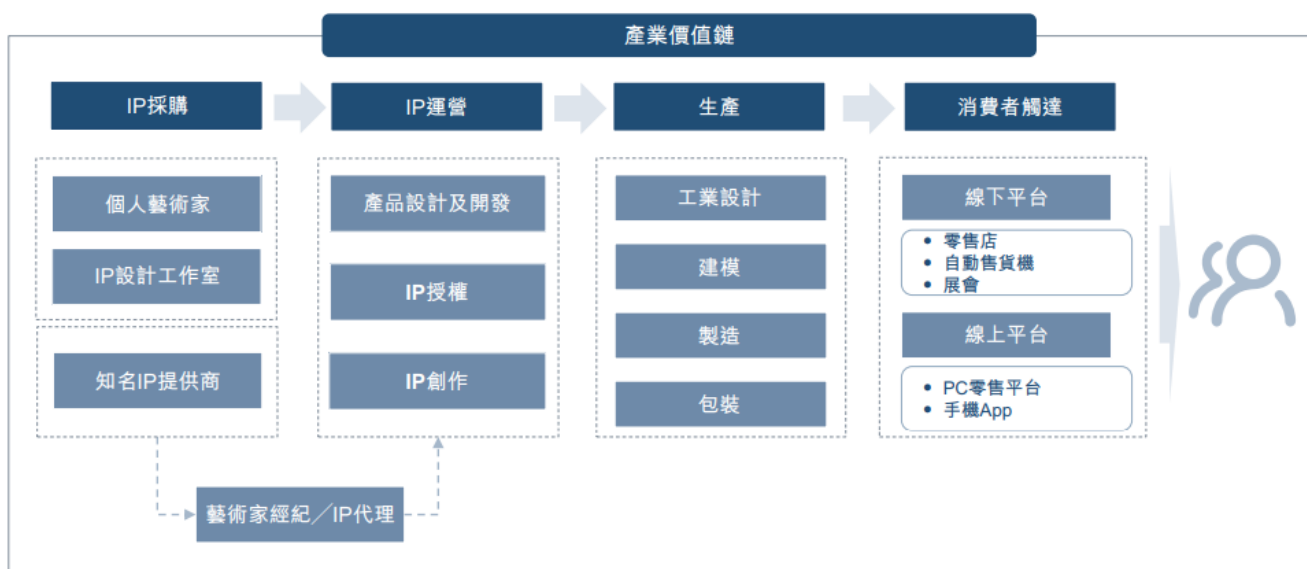 產業價值鏈
IP採購
IP運營
生產
消費者觸達
個人藝術家
IP設計工作室
知名IP提供商
產品設計及開發
IP授權
IP創作
工業設計
建模
製造
包裝
線下平台
• 零售店
• 自動售貨機
• 展會
線上平台
• PC零售平台
• 手機App
藝術家經紀／IP代理